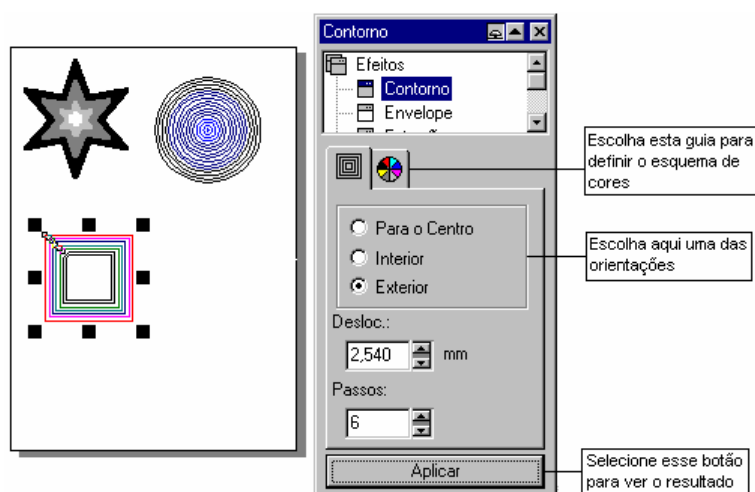 Contorno
Efeitos
Contorno
Envelope
Escolha esta guia para
definir o esquema de
cores
Para o Centro
Interior
Exterior
Escolha aqui uma das
orientações
Desloc.:
2,540 mm
Passos:
6
Aplicar
Selecione esse botão
para ver o resultado